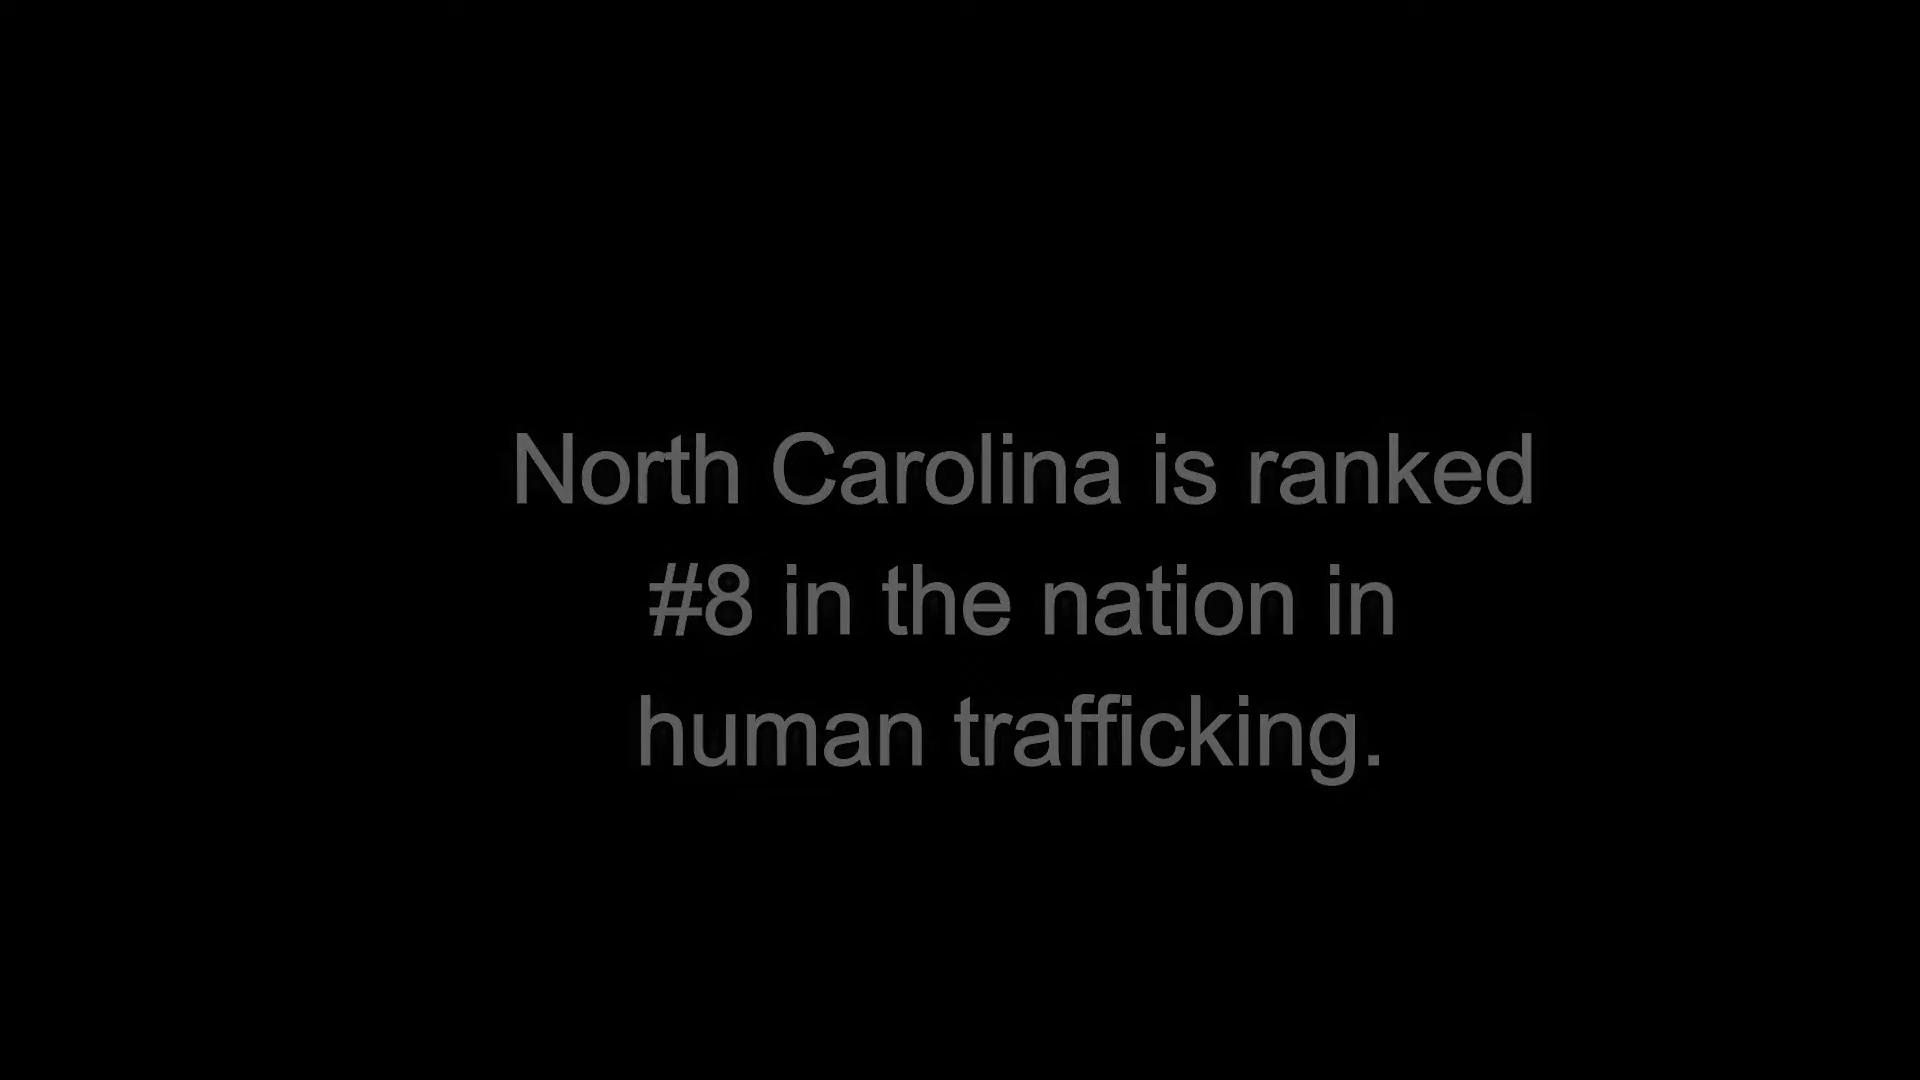 North Carolina is ranked
#8 in the nation in
human trafficking.